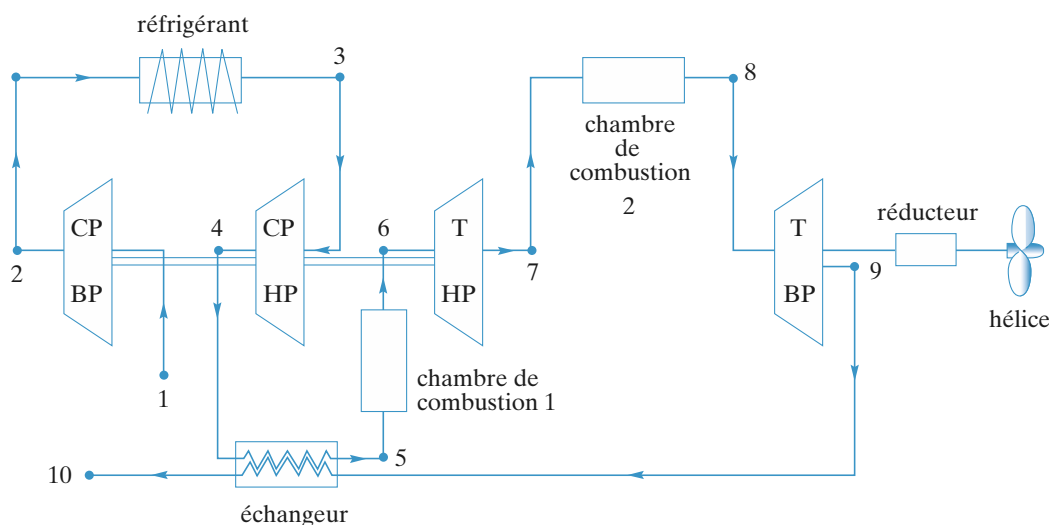 réfrigérant
3
8
chambre
de
combustion
2
CP
BP
4
CP
HP
6
T
HP
T
BP
réducteur
2
7
9
hélice
1
chambre de
combustion 1
5
10
échangeur